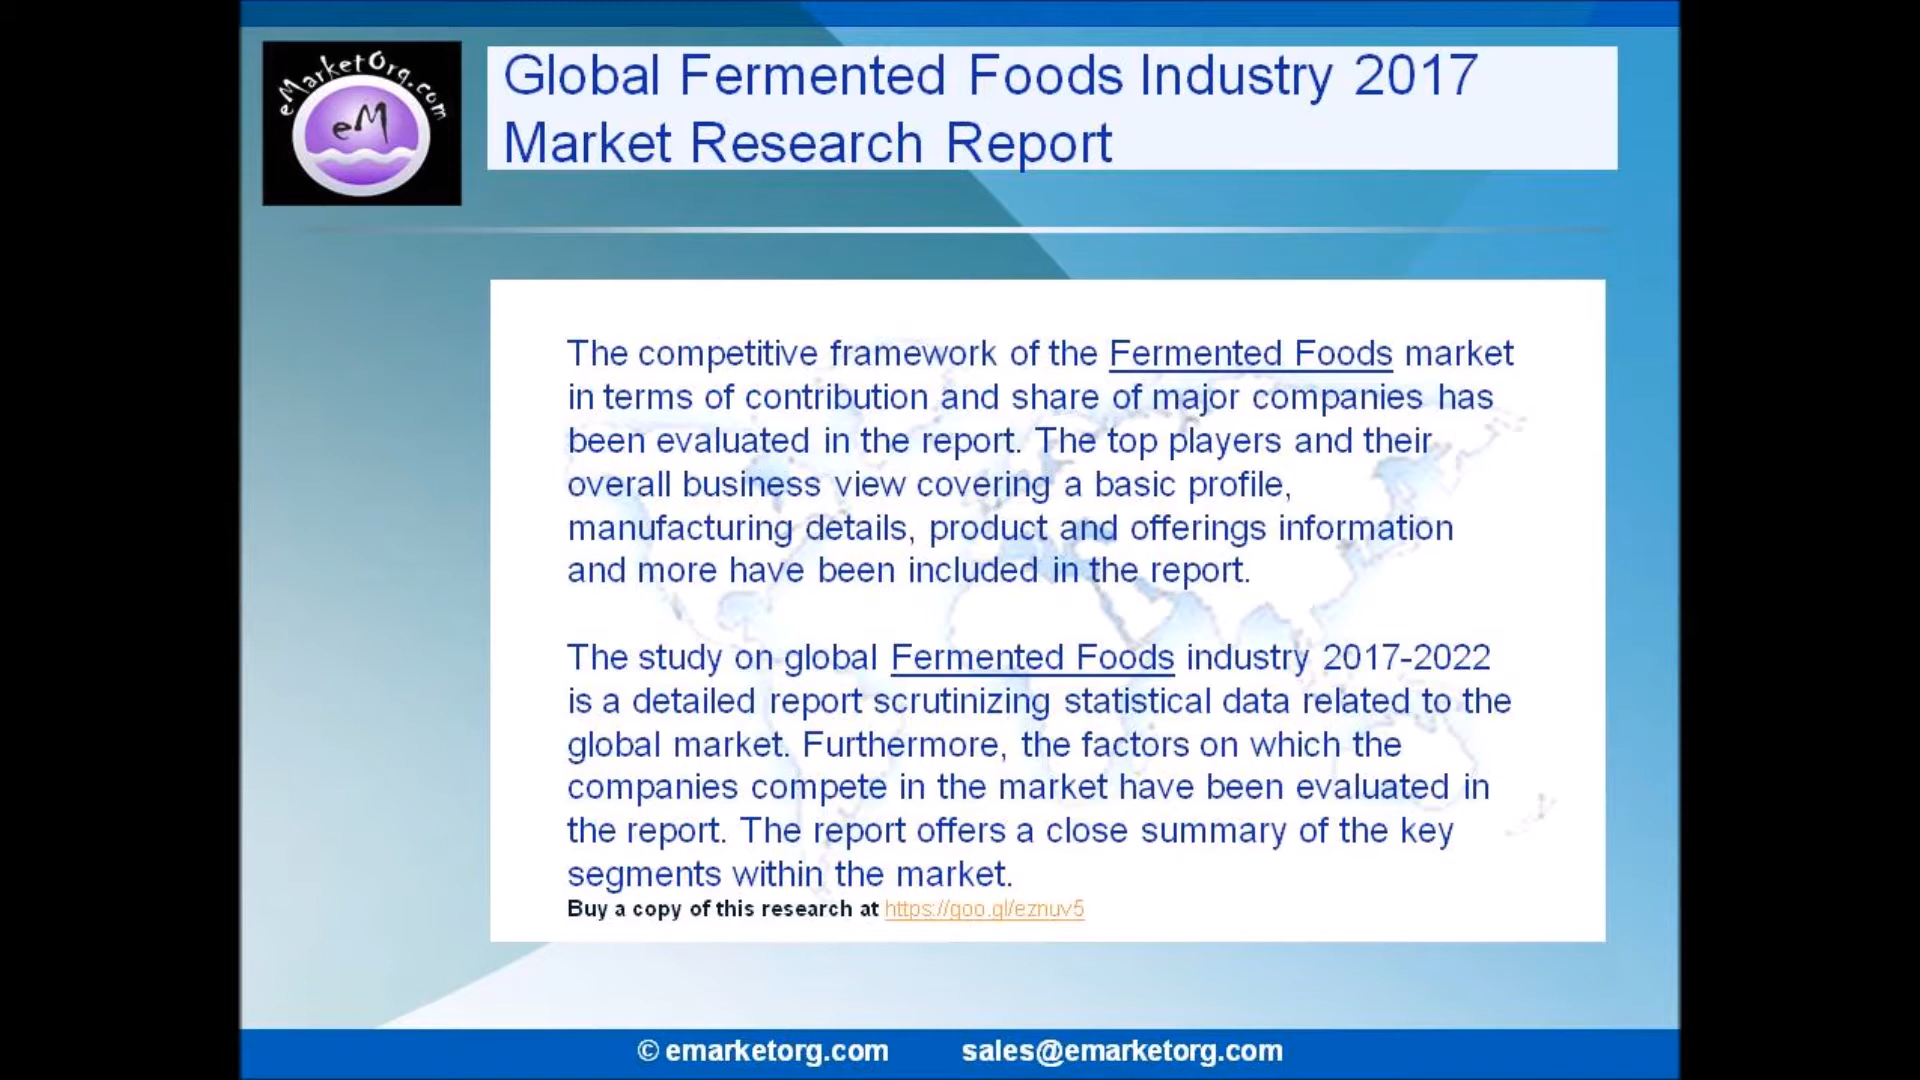 eMarketOrg.com
eM
Global Fermented Foods Industry 2017
Market Research Report
The competitive framework of the Fermented Foods market
in terms of contribution and share of major companies has
been evaluated in the report. The top players and their
overall business view covering a basic profile,
manufacturing details, product and offerings information
and more have been included in the report.
The study on global Fermented Foods industry 2017-2022
is a detailed report scrutinizing statistical data related to the
global market. Furthermore, the factors on which the
companies compete in the market have been evaluated in
the report. The report offers a close summary of the key
segments within the market.
Buy a copy of this research at https://goo.gl/eznuv5
© emarketorg.com sales@emarketorg.com